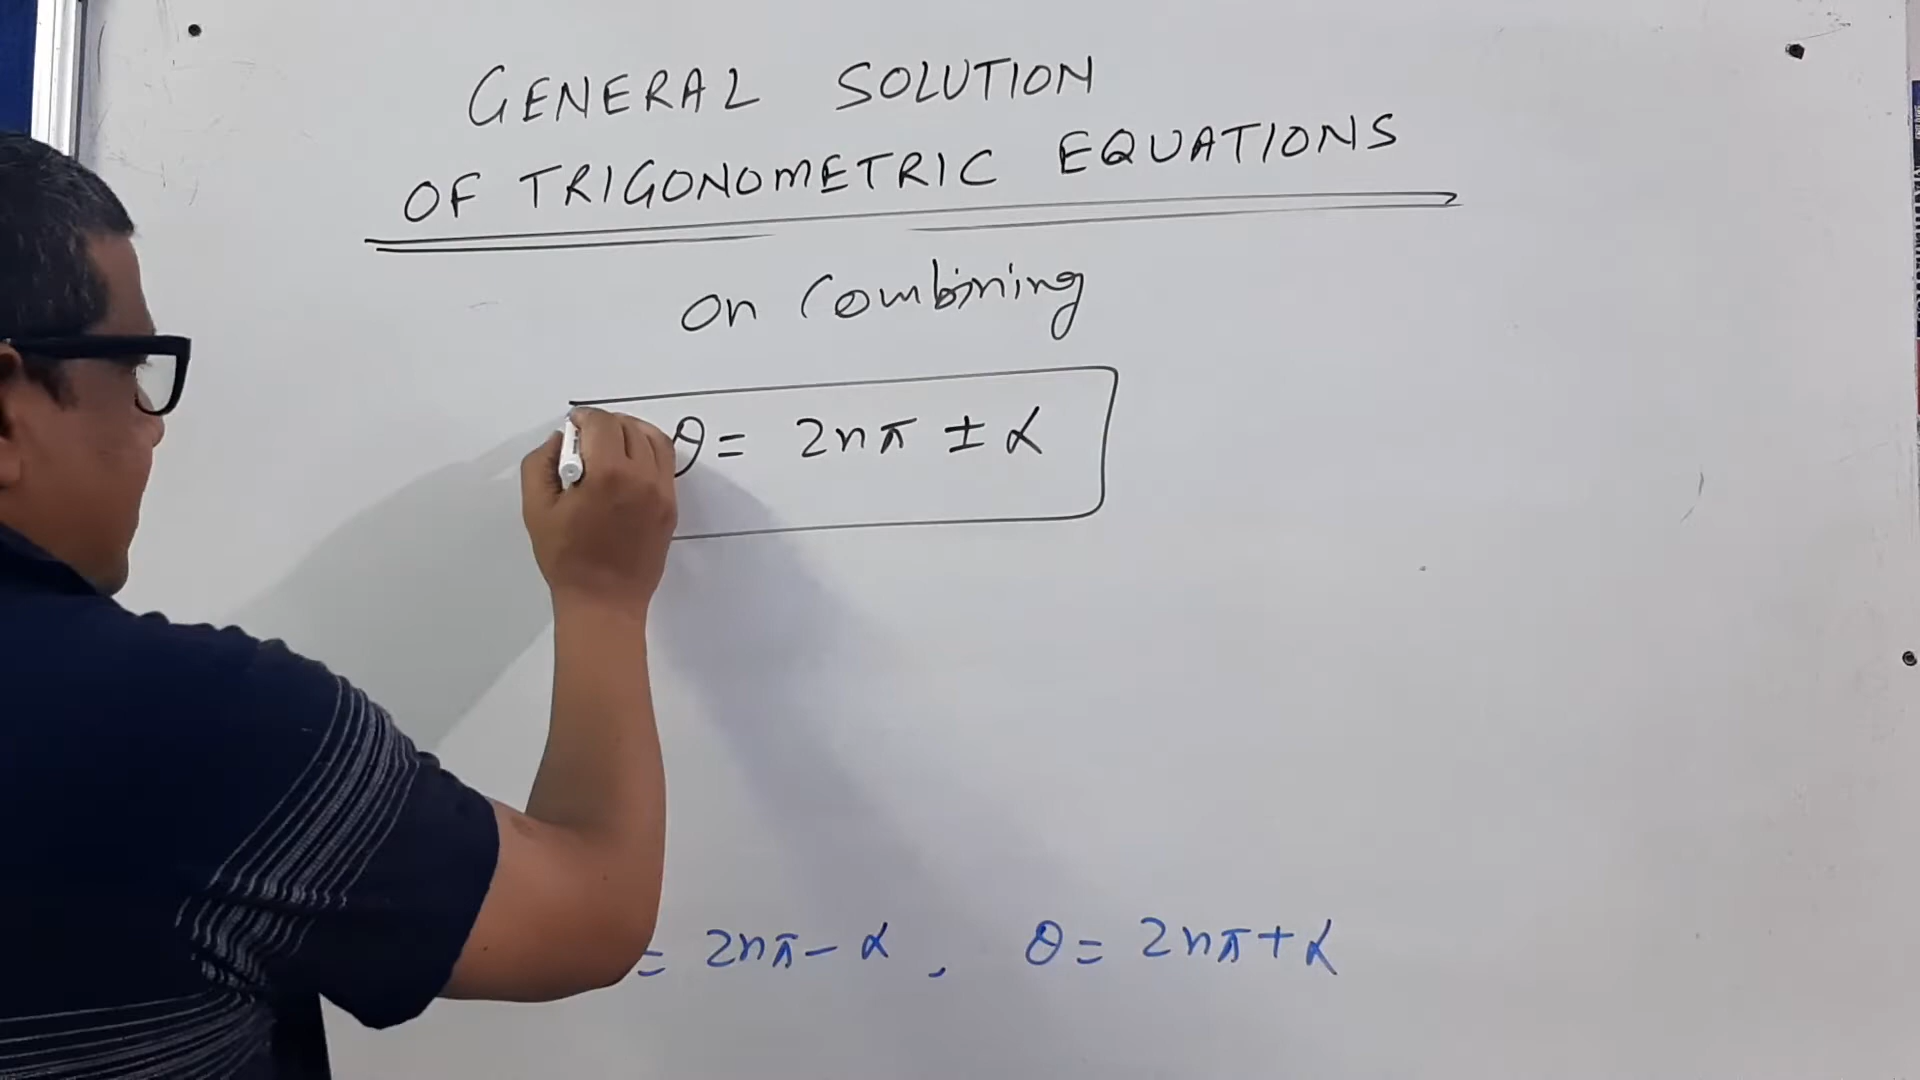 GENERAL SOLUTION
OF TRIGONOMETRIC EQUATIONS
on Combining
θ = 2nπ ± α
= 2nπ - α , θ = 2nπ + α